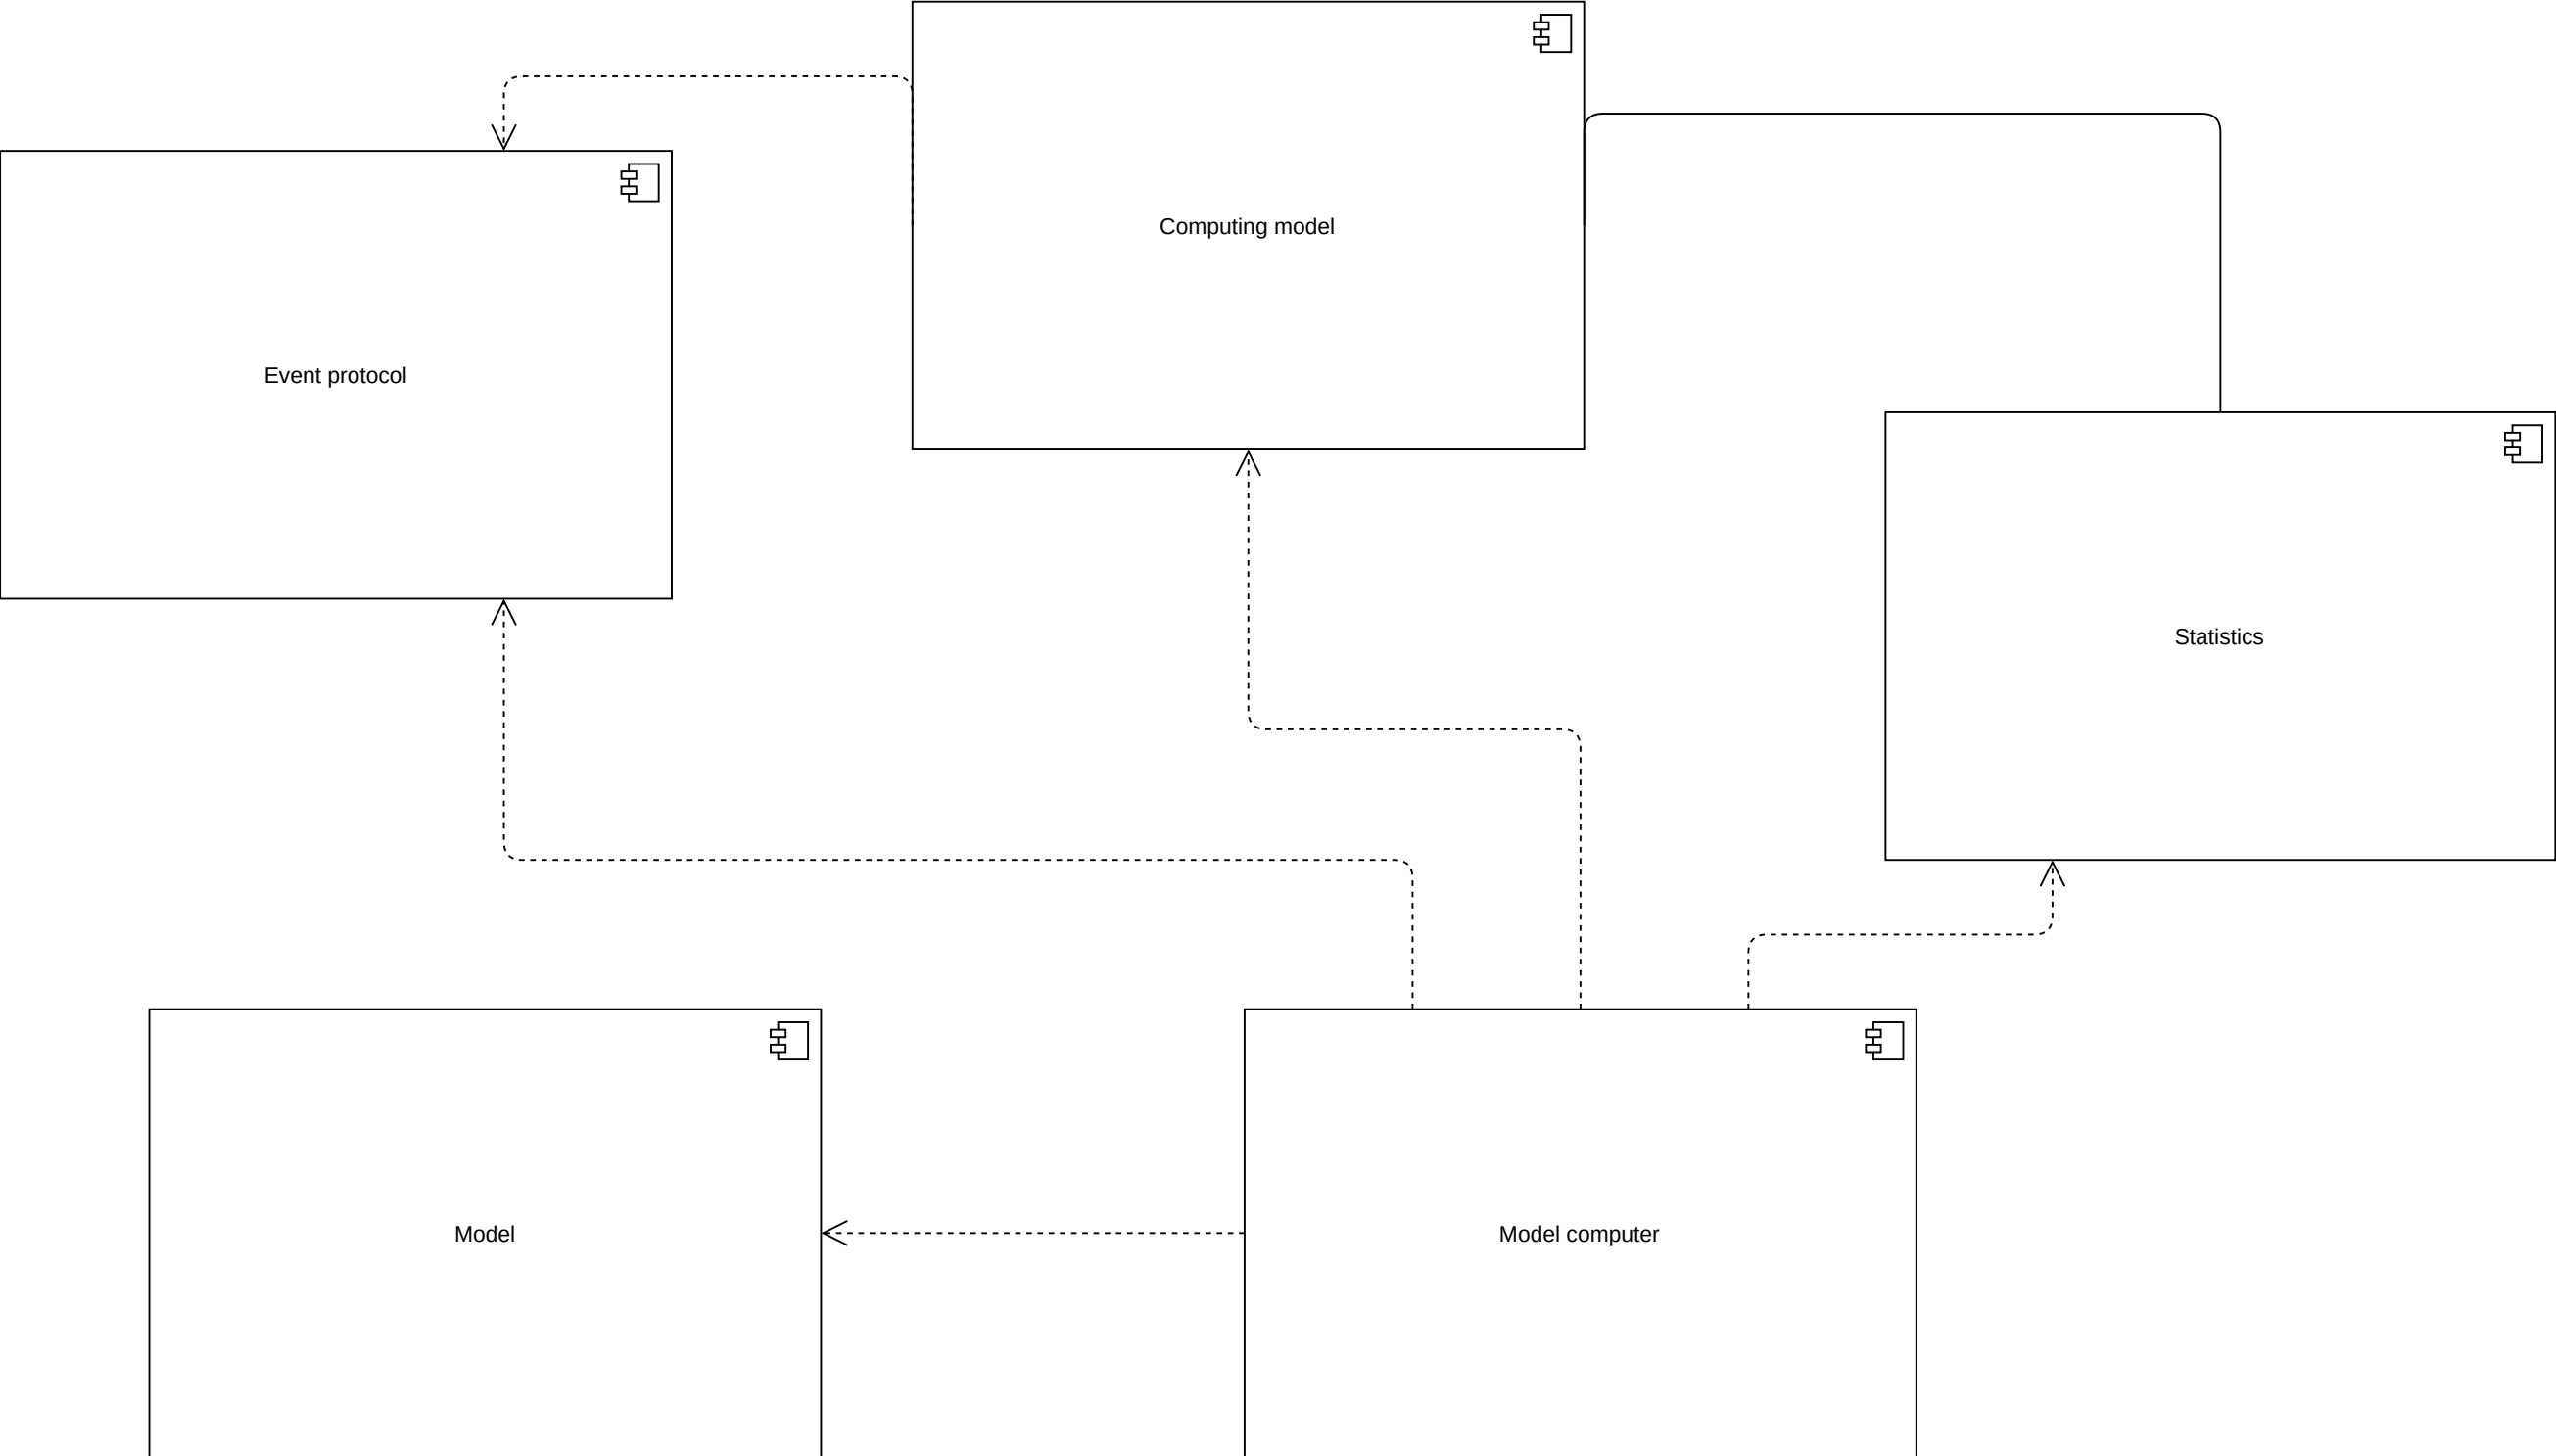 Computing model
Event protocol
Statistics
Model
Model computer